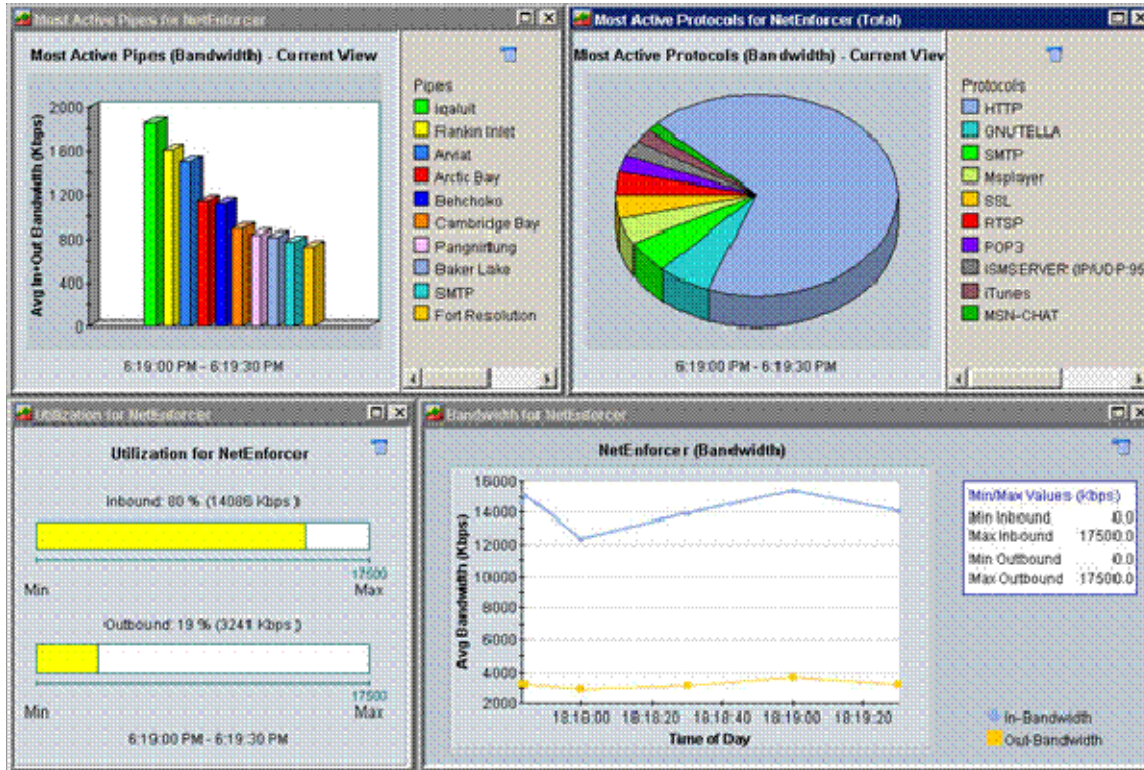 Most Active Pipes for NetEnforcer
Most Active Pipes (Bandwidth) - Current View
Avg In+Out Bandwidth (Kbps)
2000
1600
1200
800
400
0
6:19:00 PM - 6:19:30 PM
Pipes
Iqaluit
Rankin Inlet
Arviat
Arctic Bay
Behchoko
Cambridge Bay
Pangnirtung
Baker Lake
SMTP
Fort Resolution
Most Active Protocols for NetEnforcer (Total)
Most Active Protocols (Bandwidth) - Current View
6:19:00 PM - 6:19:30 PM
Protocols
HTTP
GNUTELLA
SMTP
Msplayer
SSL
RTSP
POP3
ISMSERVER (IP/UDP:95
iTunes
MSN-CHAT
Utilization for NetEnforcer
Utilization for NetEnforcer
Inbound: 80 % (14086 Kbps )
17500
Min Max
Outbound: 19 % (3241 Kbps )
17500
Min Max
6:19:00 PM - 6:19:30 PM
Bandwidth for NetEnforcer
NetEnforcer (Bandwidth)
Avg Bandwidth (Kbps)
16000
14000
12000
10000
8000
6000
4000
2000
18:18:00 18:18:20 18:18:40 18:19:00 18:19:20
Time of Day
Min/Max Values (Kbps)
Min Inbound 0.0
Max Inbound 17500.0
Min Outbound 0.0
Max Outbound 17500.0
In-Bandwidth
Out-Bandwidth